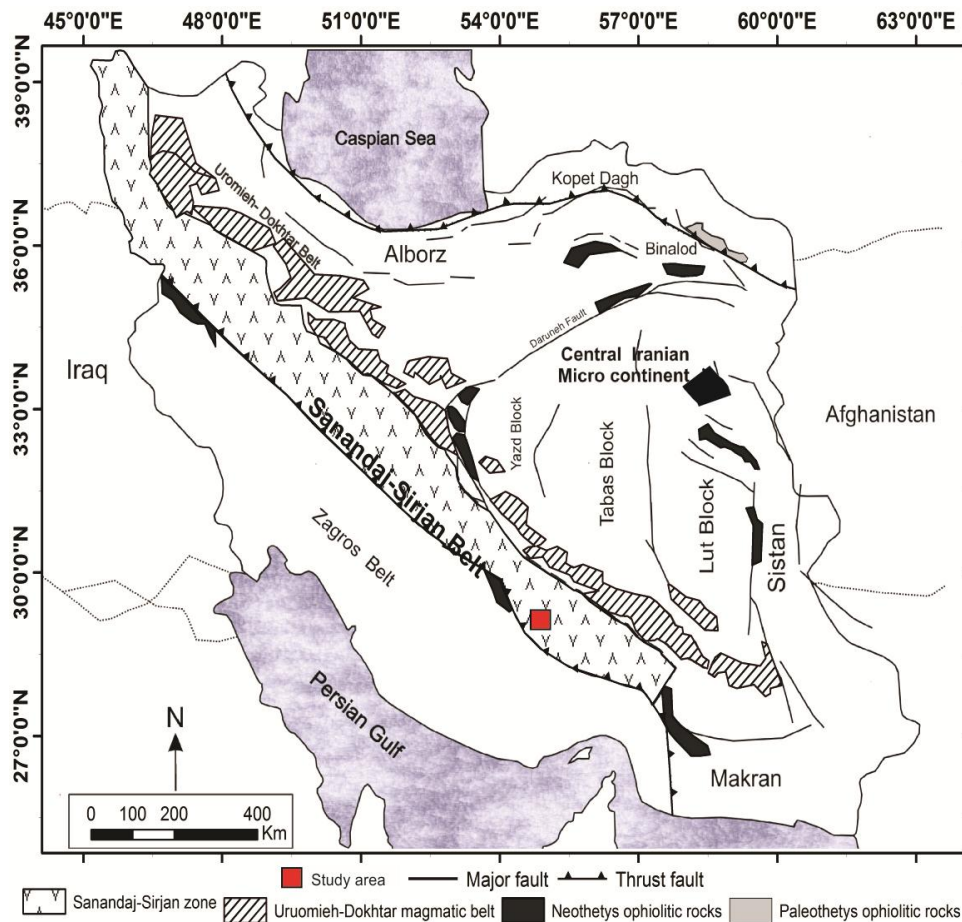 45°0'0"E 48°0'0"E 51°0'0"E 54°0'0"E 57°0'0"E 60°0'0"E 63°0'0"E
39°0'0"N
36°0'0"N
33°0'0"N
30°0'0"N
27°0'0"N
Caspian Sea
Kopet Dagh
Uromieh- Dokhtar Belt
Alborz
Binalod
Daruneh Fault
Iraq
Central Iranian
Micro continent
Afghanistan
Sanandaj-Sirjan Belt
Yazd Block
Tabas Block
Lut Block
Sistan
Zagros Belt
Persian Gulf
Makran
N
0 100 200 400
Km
Study area Major fault Thrust fault
Sanandaj-Sirjan zone Uruomieh-Dokhtar magmatic belt Neothetys ophiolitic rocks Paleothetys ophiolitic rocks